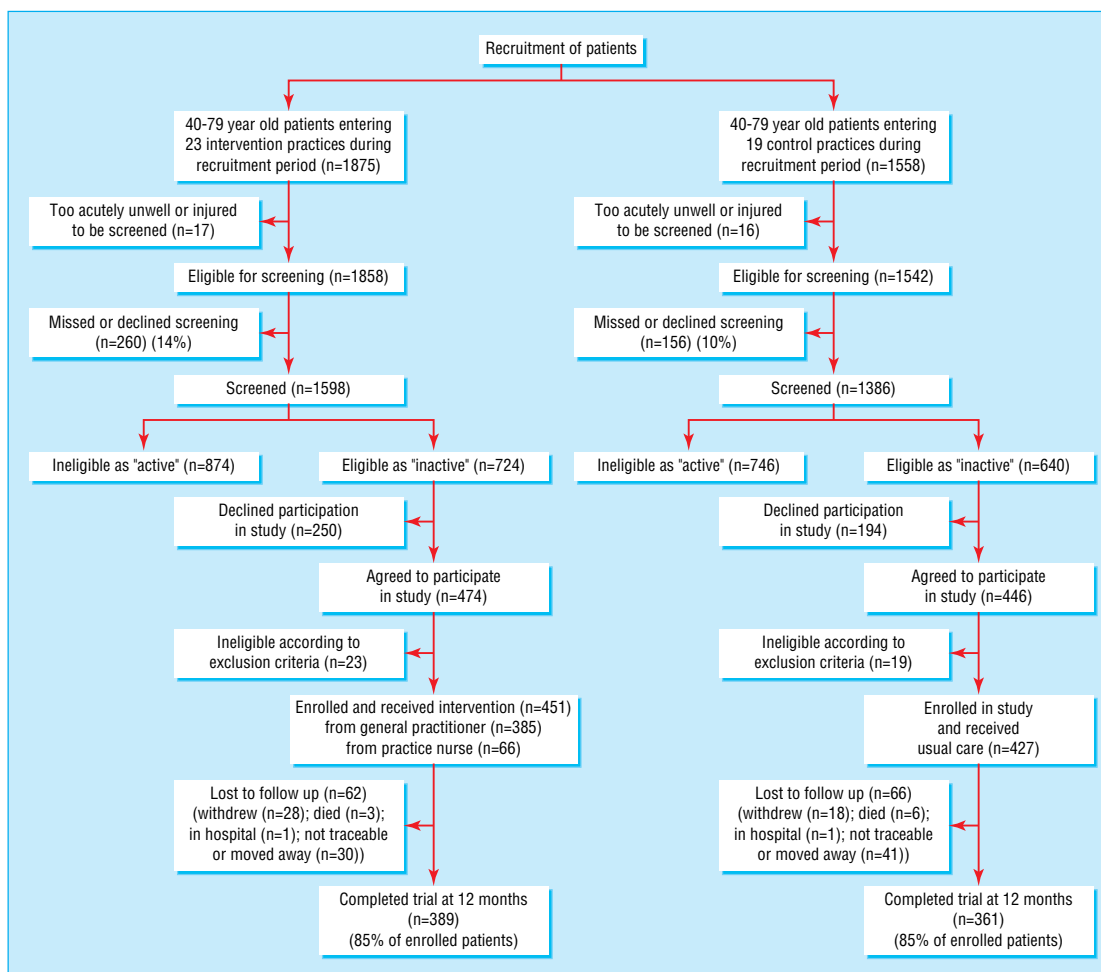 Recruitment of patients
40-79 year old patients entering
23 intervention practices during
recruitment period (n=1875)
Too acutely unwell or injured
to be screened (n=17)
Eligible for screening (n=1858)
Missed or declined screening
(n=260) (14%)
Screened (n=1598)
Ineligible as "active" (n=874)
Eligible as "inactive" (n=724)
Declined participation
in study (n=250)
Agreed to participate
in study (n=474)
Ineligible according to
exclusion criteria (n=23)
Enrolled and received intervention (n=451)
from general practitioner (n=385)
from practice nurse (n=66)
Lost to follow up (n=62)
(withdrew (n=28); died (n=3);
in hospital (n=1); not traceable
or moved away (n=30))
Completed trial at 12 months
(n=389)
(85% of enrolled patients)
40-79 year old patients entering
19 control practices during
recruitment period (n=1558)
Too acutely unwell or injured
to be screened (n=16)
Eligible for screening (n=1542)
Missed or declined screening
(n=156) (10%)
Screened (n=1386)
Ineligible as "active" (n=746)
Eligible as "inactive" (n=640)
Declined participation
in study (n=194)
Agreed to participate
in study (n=446)
Ineligible according to
exclusion criteria (n=19)
Enrolled in study
and received
usual care (n=427)
Lost to follow up (n=66)
(withdrew (n=18); died (n=6);
in hospital (n=1); not traceable
or moved away (n=41))
Completed trial at 12 months
(n=361)
(85% of enrolled patients)